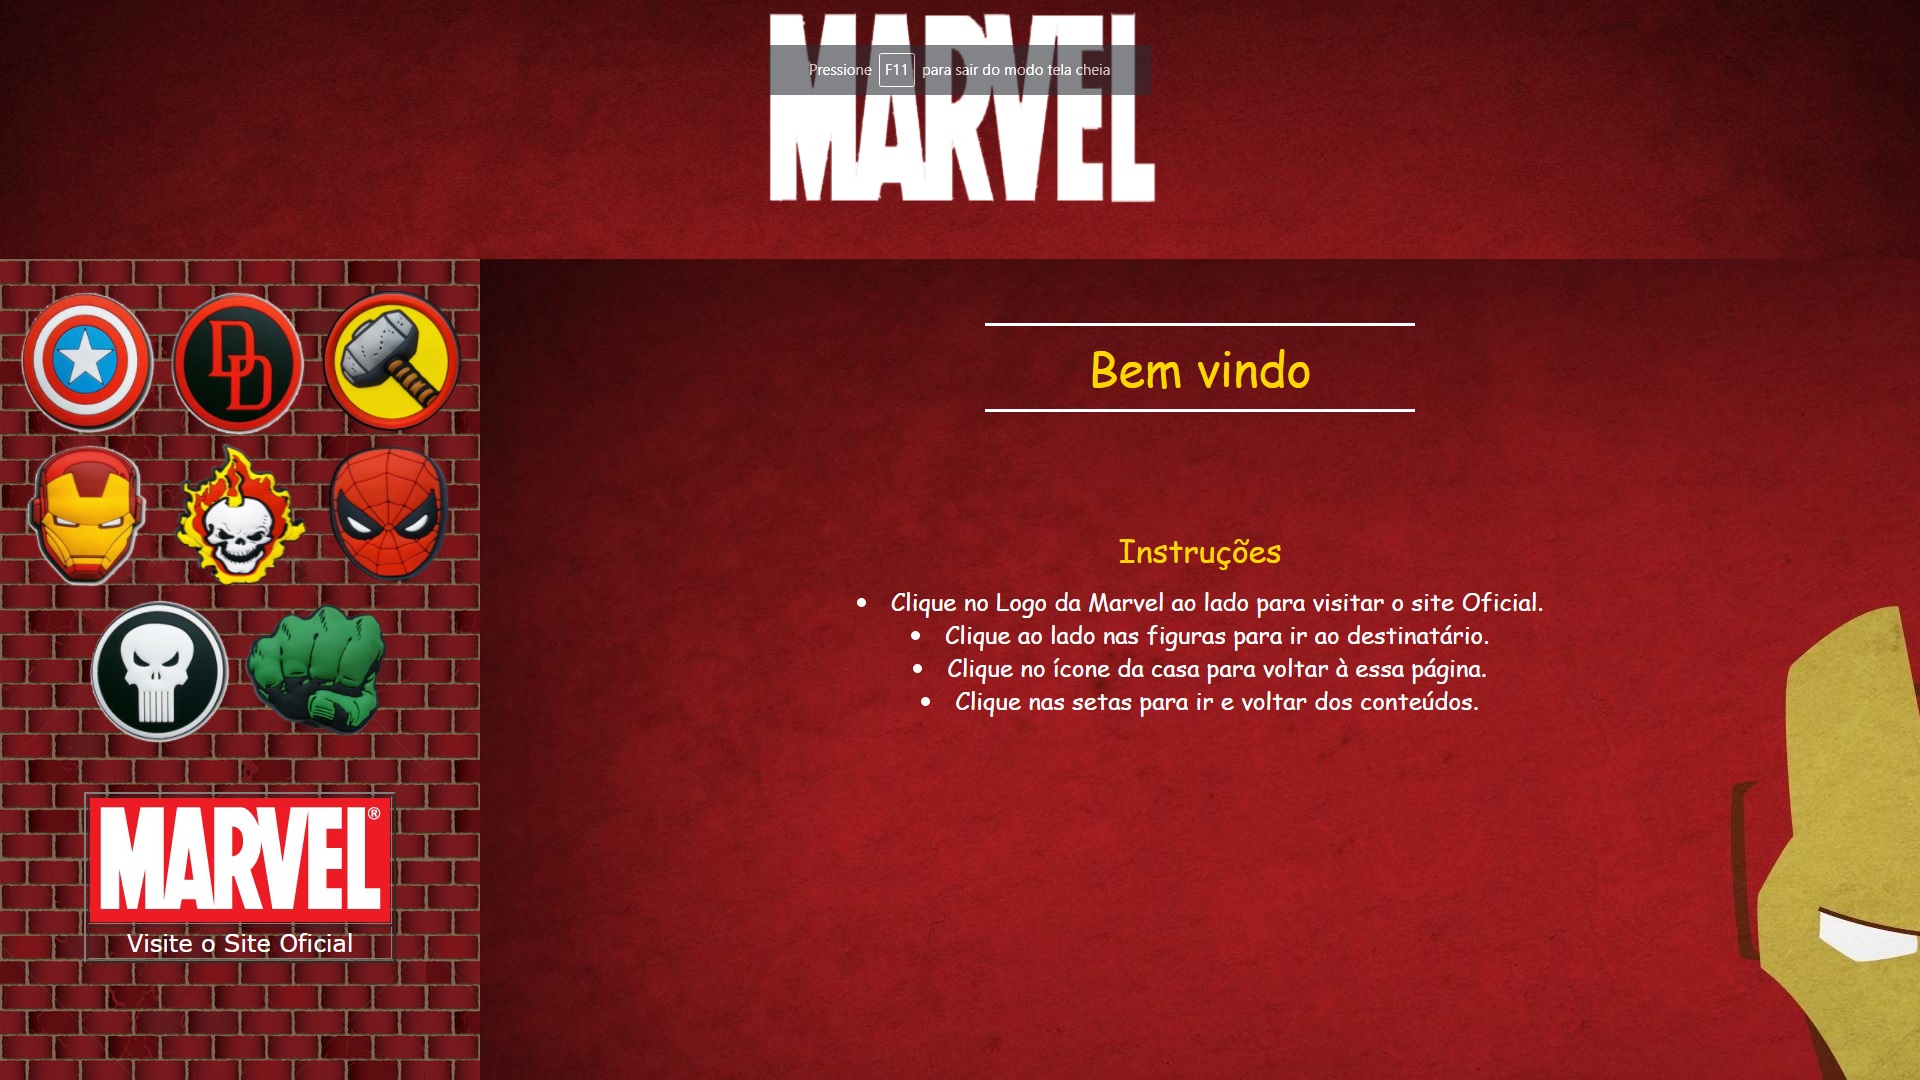 MARVEL
Pressione F11 para sair do modo tela cheia
DD
Bem vindo
Instruções
• Clique no Logo da Marvel ao lado para visitar o site Oficial.
• Clique ao lado nas figuras para ir ao destinatário.
• Clique no ícone da casa para voltar à essa página.
• Clique nas setas para ir e voltar dos conteúdos.
MARVEL®
Visite o Site Oficial